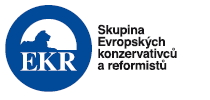 EKR
Skupina
Evropských
konzervativců
a reformistů